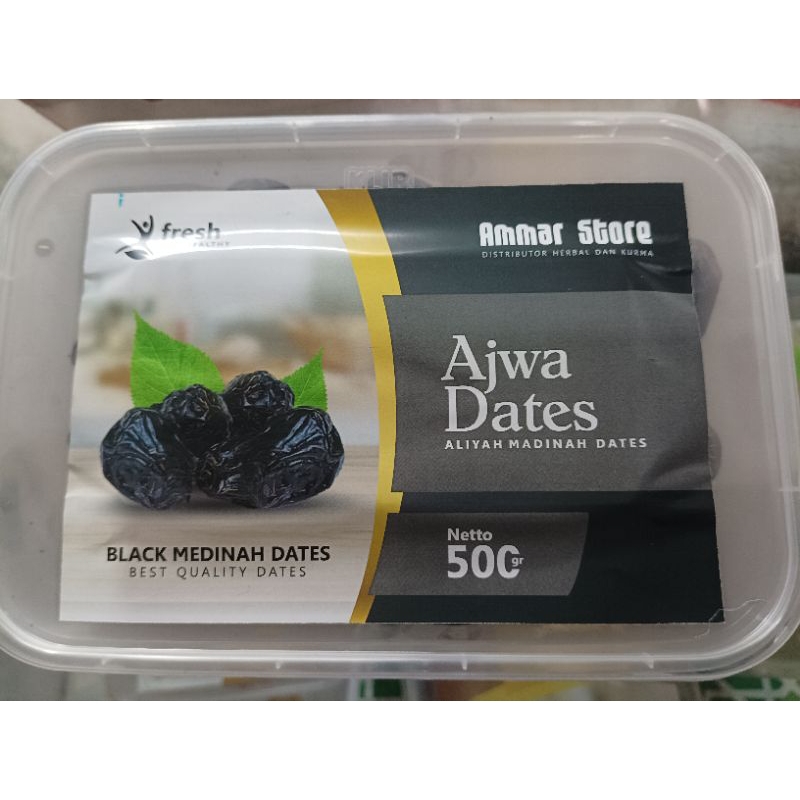 fresh
Ammar Store
DISTRIBUTOR HERBAL DAN KURMA
Ajwa
Dates
ALIYAH MADINAH DATES
BLACK MEDINAH DATES
BEST QUALITY DATES
Netto
500gr